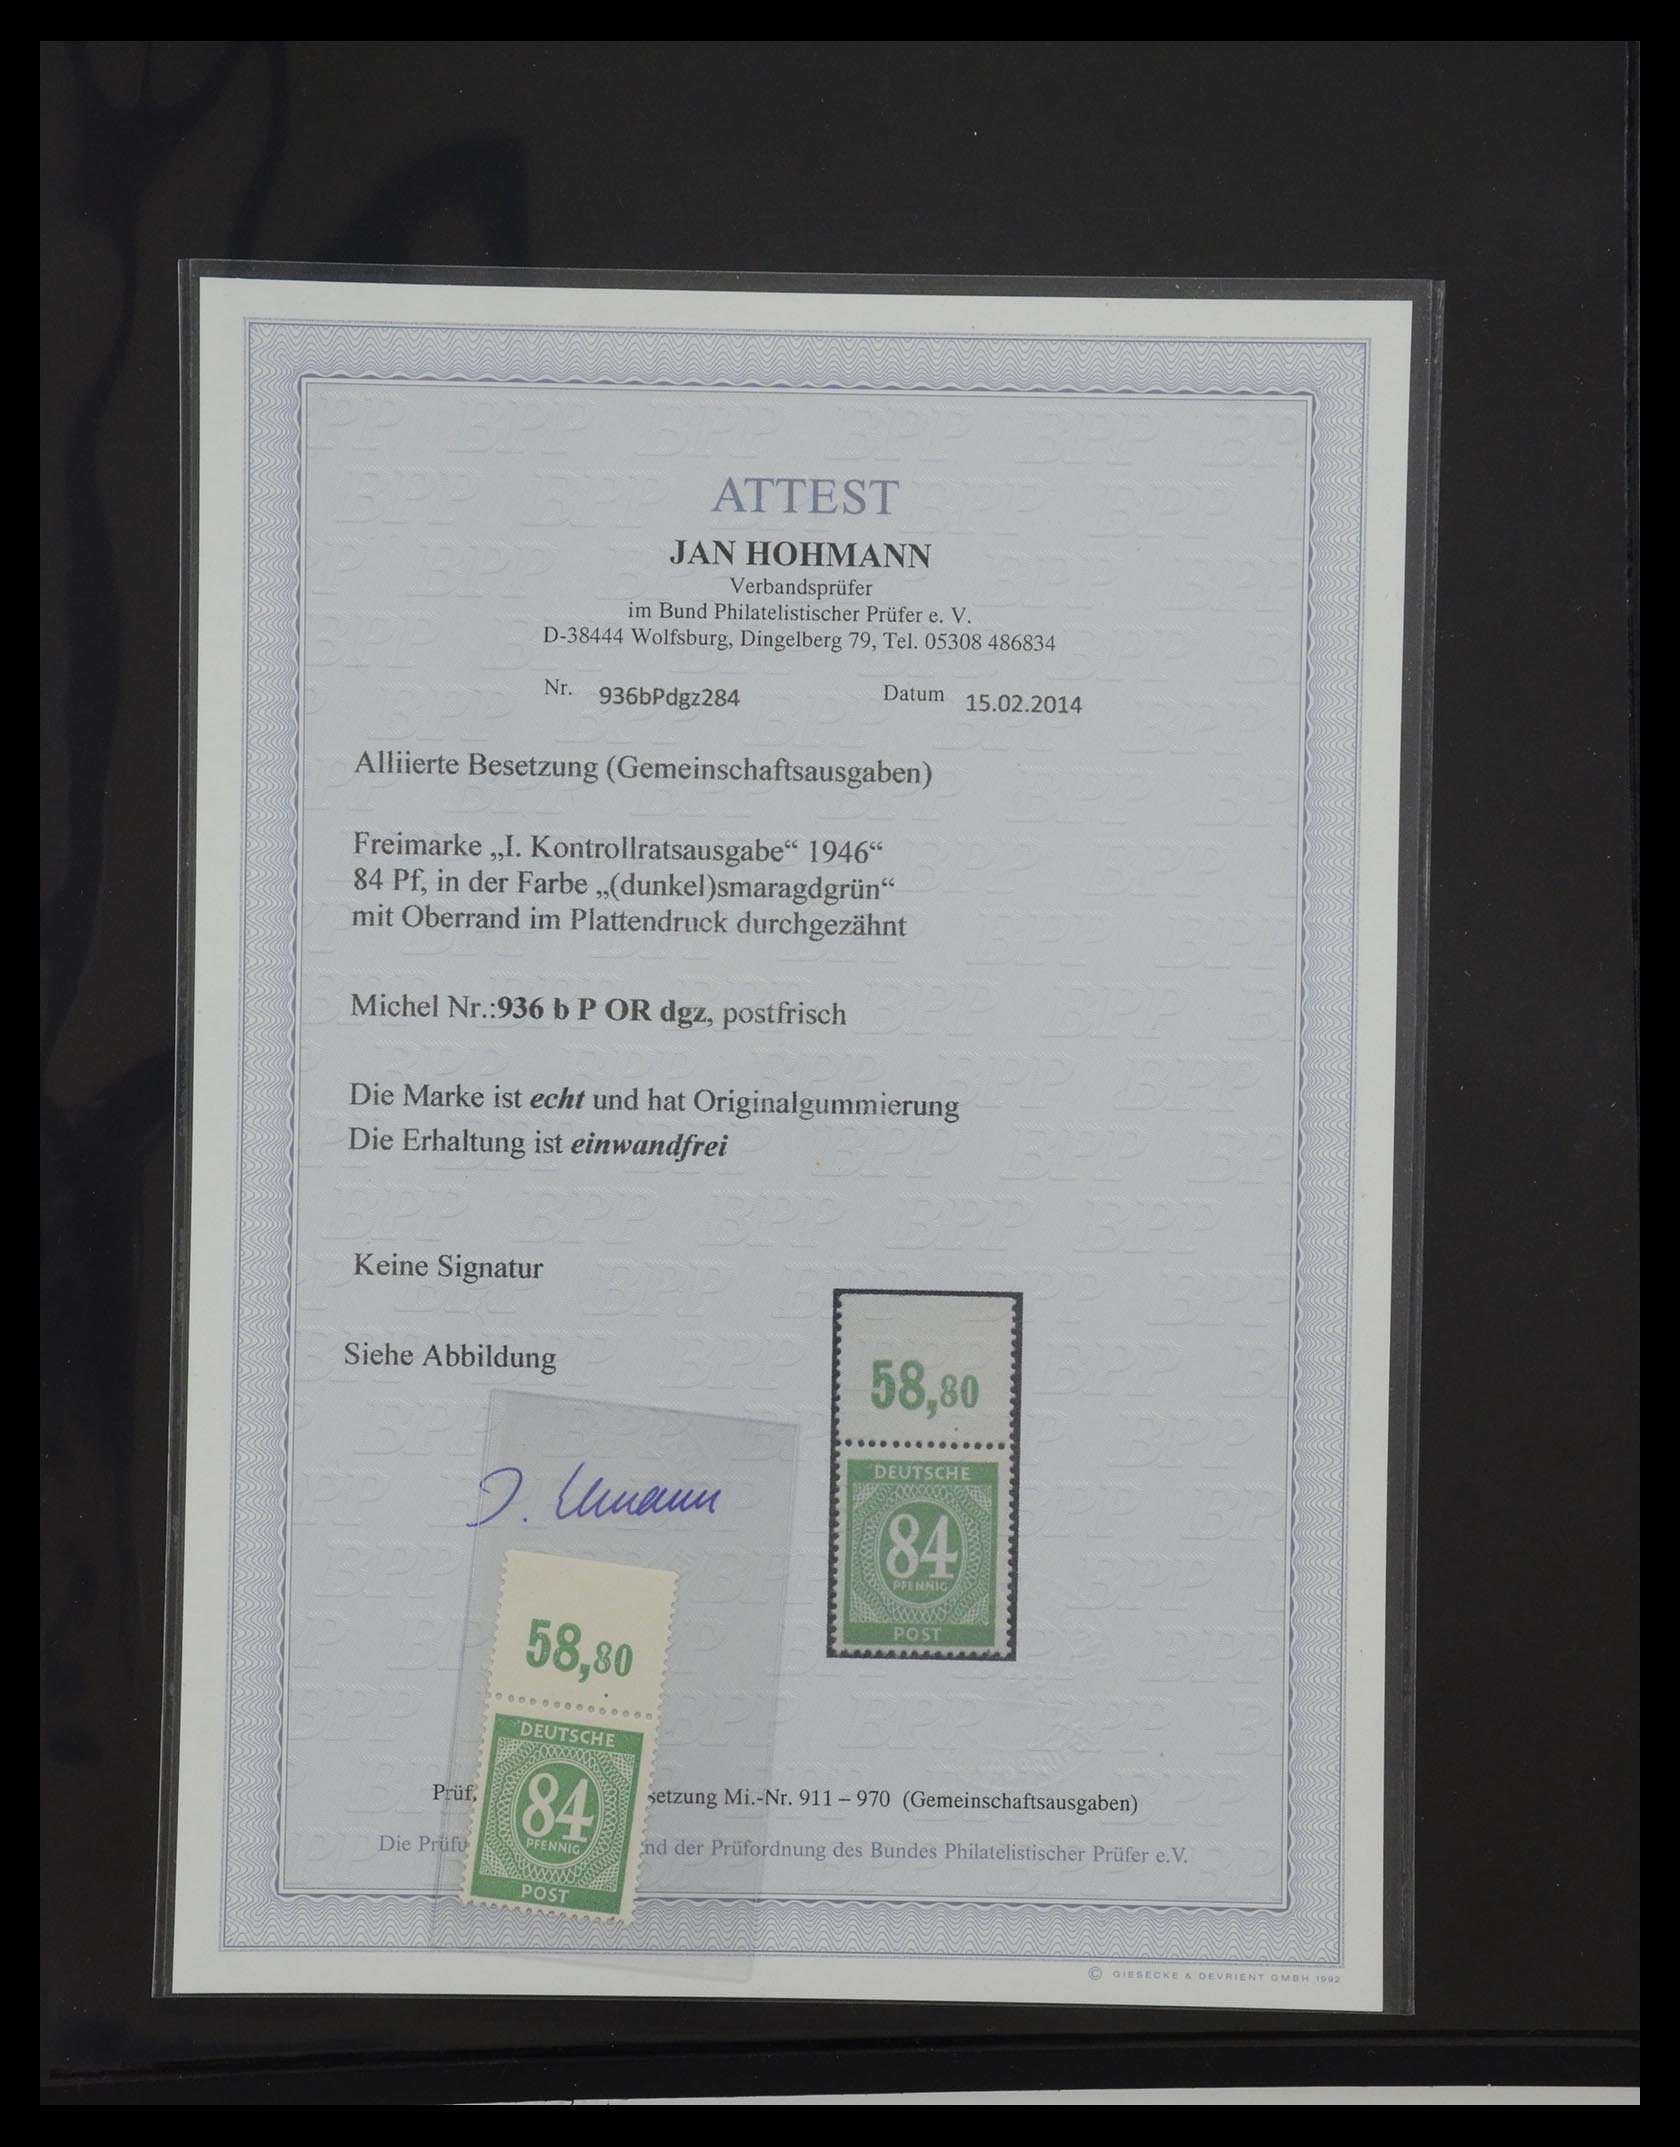 ATTEST
JAN HOHMANN
Verbandsprüfer
im Bund Philatelistischer Prüfer e. V.
D-38444 Wolfsburg, Dingelberg 79, Tel. 05308 486834
Nr. 936bPdgz284 Datum 15.02.2014
Alliierte Besetzung (Gemeinschaftsausgaben)
Freimarke „I. Kontrollratsausgabe“ 1946“
84 Pf, in der Farbe „(dunkel)smaragdgrün“
mit Oberrand im Plattendruck durchgezähnt
Michel Nr.:936 b P OR dgz, postfrisch
Die Marke ist echt und hat Originalgummierung
Die Erhaltung ist einwandfrei
Keine Signatur
Siehe Abbildung
58,80
DEUTSCHE
84
PFENNIG
POST
58,80
DEUTSCHE
84
PFENNIG
POST
Prüf setzung Mi.-Nr. 911 – 970 (Gemeinschaftsausgaben)
Die Prüfu nd der Prüfordnung des Bundes Philatelistischer Prüfer e.V.
© GIESECKE & DEVRIENT GMBH 1992